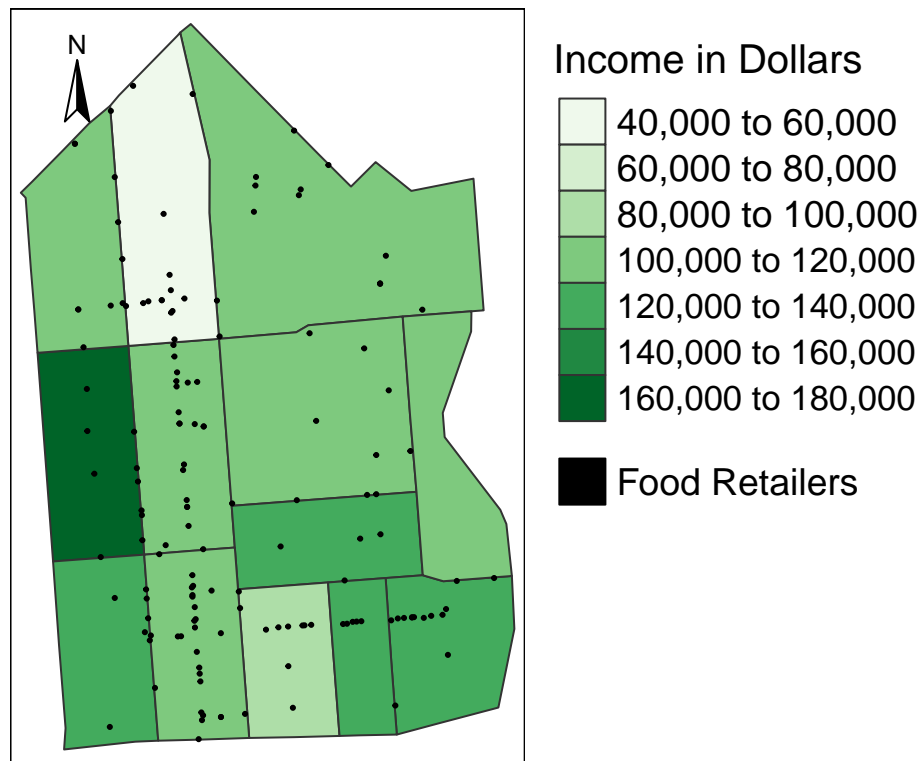 N
Income in Dollars
40,000 to 60,000
60,000 to 80,000
80,000 to 100,000
100,000 to 120,000
120,000 to 140,000
140,000 to 160,000
160,000 to 180,000
Food Retailers